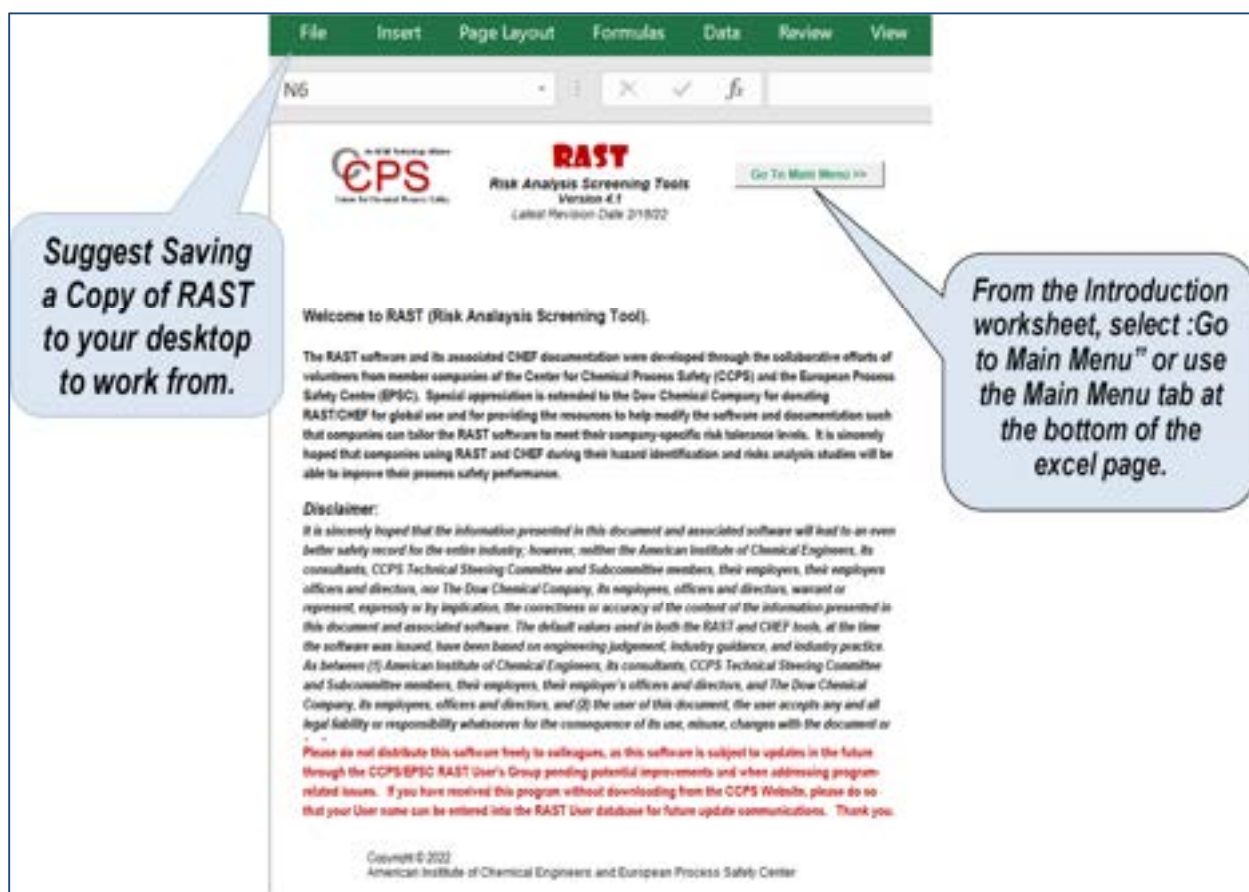 File Insert Page Layout Formulas Data Review View
N6 fx
An AIChE Technology Alliance
CCPS
Center for Chemical Process Safety
RAST
Risk Analysis Screening Tools
Version 4.1
Latest Revision Date 2/18/22
Go To Main Menu >>
Suggest Saving
a Copy of RAST
to your desktop
to work from.
From the Introduction
worksheet, select :Go
to Main Menu” or use
the Main Menu tab at
the bottom of the
excel page.
Welcome to RAST (Risk Analaysis Screening Tool).
The RAST software and its associated CHEF documentation were developed through the collaborative efforts of
volunteers from member companies of the Center for Chemical Process Safety (CCPS) and the European Process
Safety Centre (EPSC). Special appreciation is extended to the Dow Chemical Company for donating
RAST/CHEF for global use and for providing the resources to help modify the software and documentation such
that companies can tailor the RAST software to meet their company-specific risk tolerance levels. It is sincerely
hoped that companies using RAST and CHEF during their hazard identification and risks analysis studies will be
able to improve their process safety performance.
Disclaimer:
It is sincerely hoped that the information presented in this document and associated software will lead to an even
better safety record for the entire industry; however, neither the American Institute of Chemical Engineers, its
consultants, CCPS Technical Steering Committee and Subcommittee members, their employers, their employers
officers and directors, nor The Dow Chemical Company, its employees, officers and directors, warrant or
represent, expressly or by implication, the correctness or accuracy of the content of the information presented in
this document and associated software. The default values used in both the RAST and CHEF tools, at the time
the software was issued, have been based on engineering judgement, industry guidance, and industry practice.
As between (1) American Institute of Chemical Engineers, its consultants, CCPS Technical Steering Committee
and Subcommittee members, their employers, their employer's officers and directors, and The Dow Chemical
Company, its employees, officers and directors, and (2) the user of this document, the user accepts any and all
legal liability or responsibility whatsoever for the consequence of its use, misuse, changes with the document or
Please do not distribute this software freely to colleagues, as this software is subject to updates in the future
through the CCPS/EPSC RAST User's Group pending potential improvements and when addressing program-
related issues. If you have received this program without downloading from the CCPS Website, please do so
that your User name can be entered into the RAST User database for future update communications. Thank you.
Copyright © 2022
American Institute of Chemical Engineers and European Process Safety Center